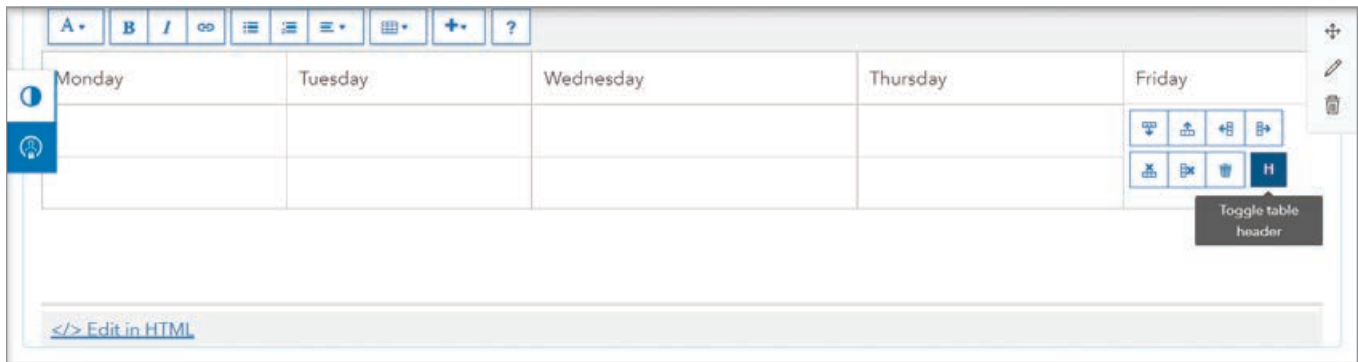 A
B I
?
Monday Tuesday Wednesday Thursday Friday
H
Toggle table
header
</> Edit in HTML